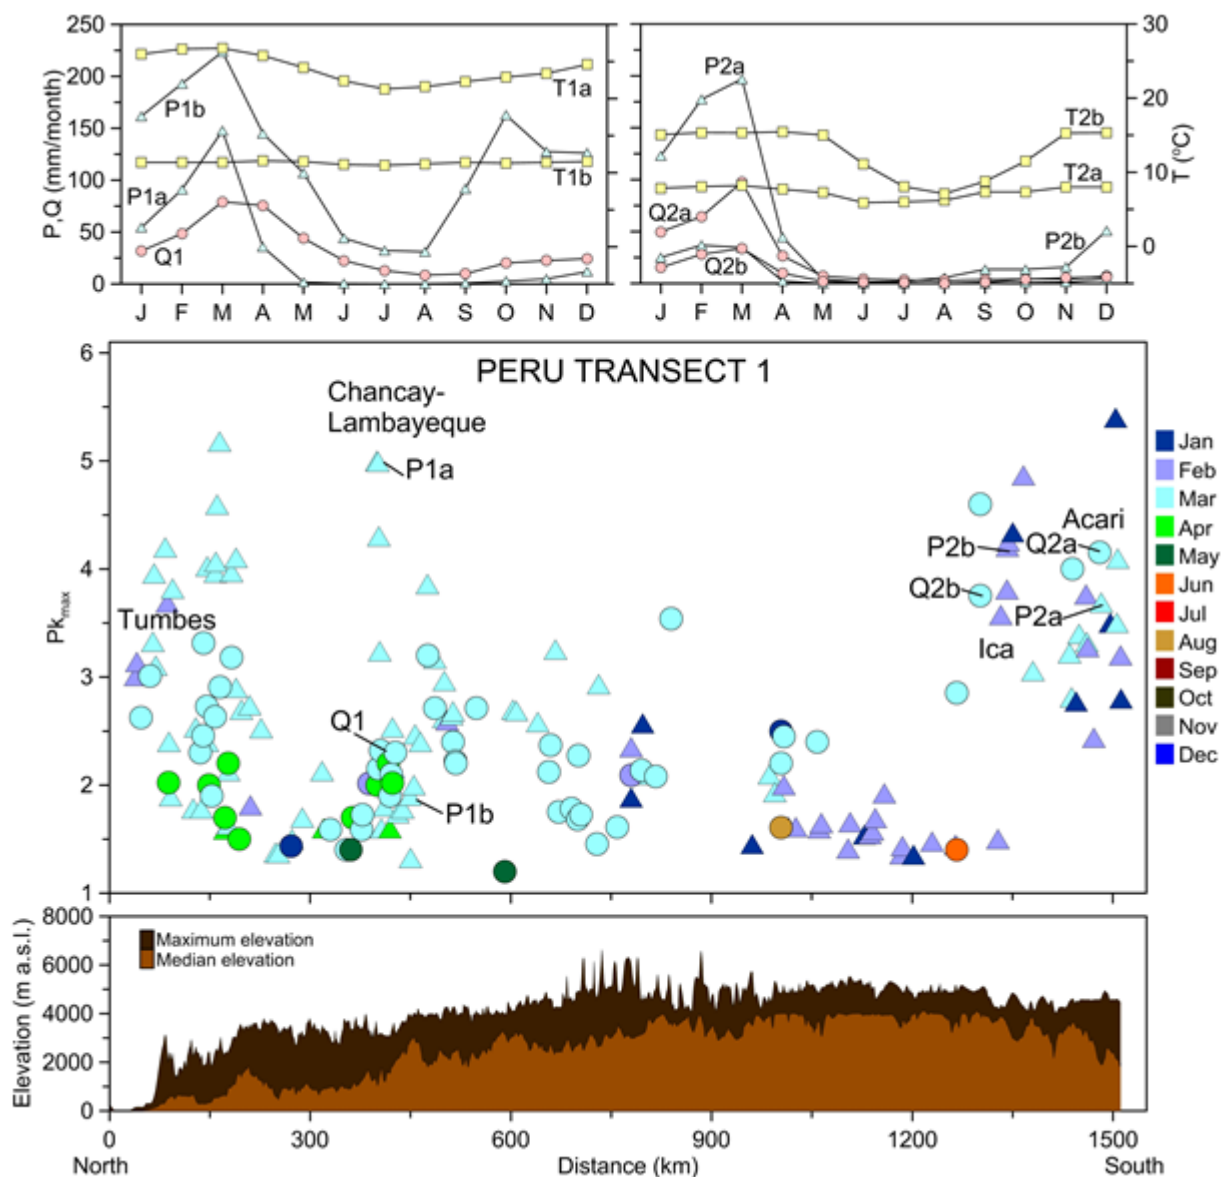 250
200
150
100
50
0
P,Q (mm/month)
P1b
T1a
P1a
T1b
Q1
J F M A M J J A S O N D
P2a
T2b
T2a
Q2a
P2b
Q2b
J F M A M J J A S O N D
30
20
10
0
T (ºC)
PERU TRANSECT 1
6
5
4
3
2
1
Pkmax
Chancay-
Lambayeque
P1a
Tumbes
Q1
P1b
Acari
P2b
Q2a
Q2b
P2a
Ica
Jan
Feb
Mar
Apr
May
Jun
Jul
Aug
Sep
Oct
Nov
Dec
8000
6000
4000
2000
0
Elevation (m a.s.l.)
Maximum elevation
Median elevation
0 300 600 900 1200 1500
North Distance (km) South